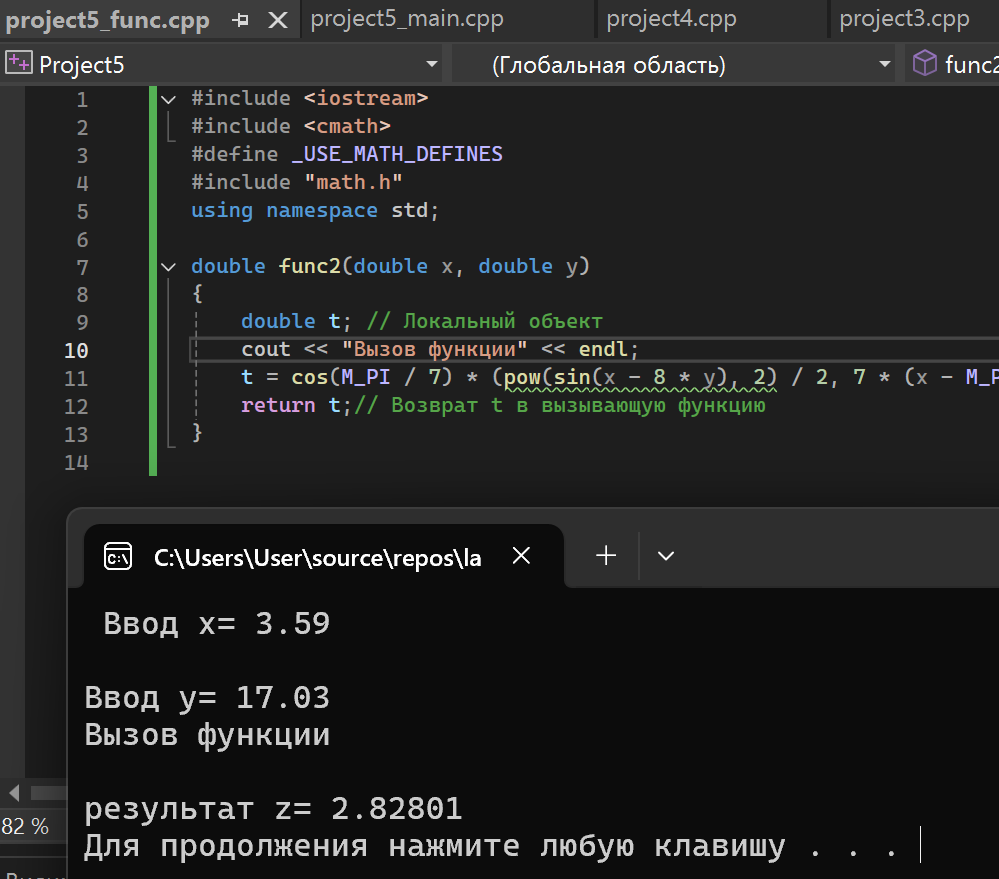 project5_func.cpp project5_main.cpp project4.cpp project3.cpp
Project5 (Глобальная область) func2
1 #include <iostream>
2 #include <cmath>
3 #define _USE_MATH_DEFINES
4 #include "math.h"
5 using namespace std;
6
7 double func2(double x, double y)
8 {
9 double t; // Локальный объект
10 cout << "Вызов функции" << endl;
11 t = cos(M_PI / 7) * (pow(sin(x - 8 * y), 2) / 2, 7 * (x - M_P
12 return t;// Возврат t в вызывающую функцию
13 }
14
C:\Users\User\source\repos\la
Ввод x= 3.59
Ввод y= 17.03
Вызов функции
результат z= 2.82801
82 %
Для продолжения нажмите любую клавишу . . .